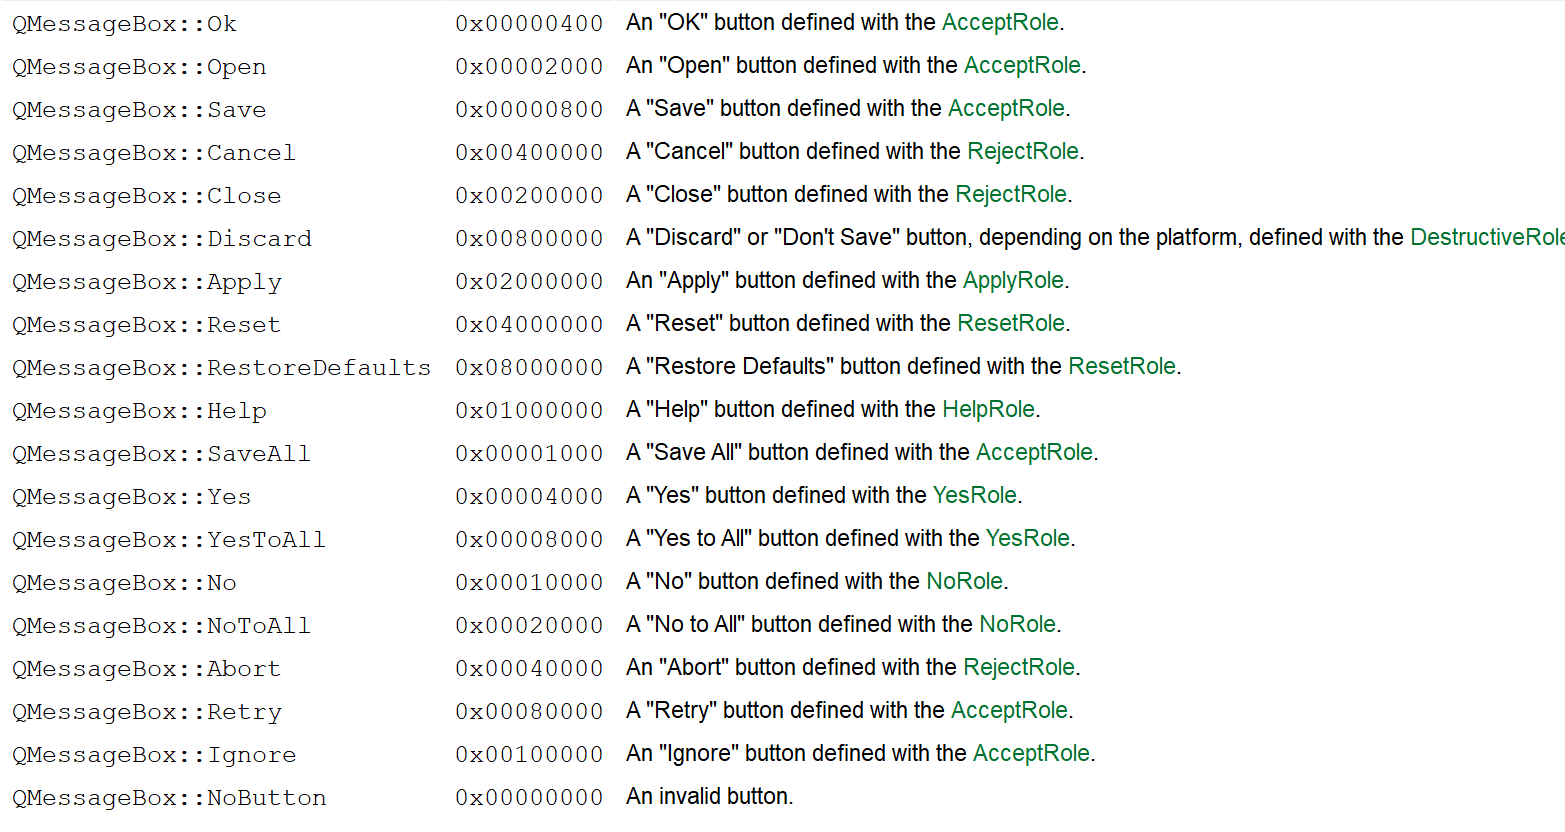 QMessageBox::Ok 0x00000400 An "OK" button defined with the AcceptRole.
QMessageBox::Open 0x00002000 An "Open" button defined with the AcceptRole.
QMessageBox::Save 0x00000800 A "Save" button defined with the AcceptRole.
QMessageBox::Cancel 0x00400000 A "Cancel" button defined with the RejectRole.
QMessageBox::Close 0x00200000 A "Close" button defined with the RejectRole.
QMessageBox::Discard 0x00800000 A "Discard" or "Don't Save" button, depending on the platform, defined with the DestructiveRole
QMessageBox::Apply 0x02000000 An "Apply" button defined with the ApplyRole.
QMessageBox::Reset 0x04000000 A "Reset" button defined with the ResetRole.
QMessageBox::RestoreDefaults 0x08000000 A "Restore Defaults" button defined with the ResetRole.
QMessageBox::Help 0x01000000 A "Help" button defined with the HelpRole.
QMessageBox::SaveAll 0x00001000 A "Save All" button defined with the AcceptRole.
QMessageBox::Yes 0x00004000 A "Yes" button defined with the YesRole.
QMessageBox::YesToAll 0x00008000 A "Yes to All" button defined with the YesRole.
QMessageBox::No 0x00010000 A "No" button defined with the NoRole.
QMessageBox::NoToAll 0x00020000 A "No to All" button defined with the NoRole.
QMessageBox::Abort 0x00040000 An "Abort" button defined with the RejectRole.
QMessageBox::Retry 0x00080000 A "Retry" button defined with the AcceptRole.
QMessageBox::Ignore 0x00100000 An "Ignore" button defined with the AcceptRole.
QMessageBox::NoButton 0x00000000 An invalid button.